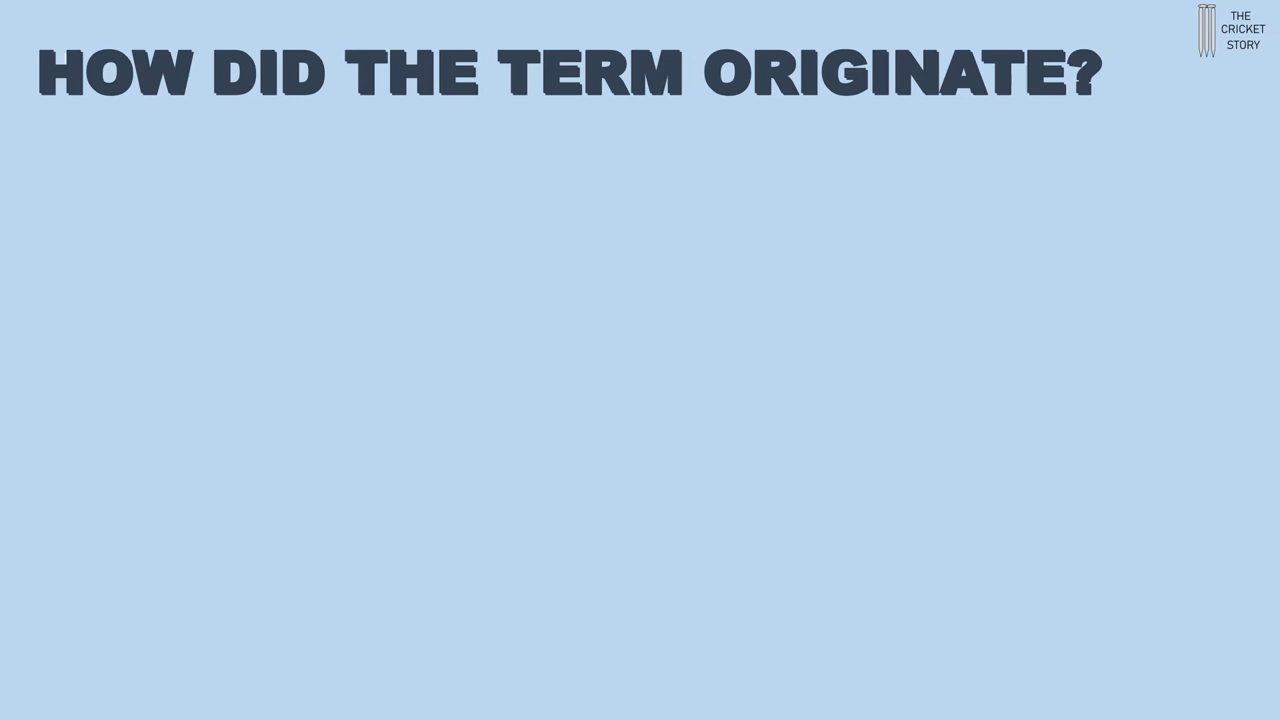 HOW DID THE TERM ORIGINATE?
THE
CRICKET
STORY